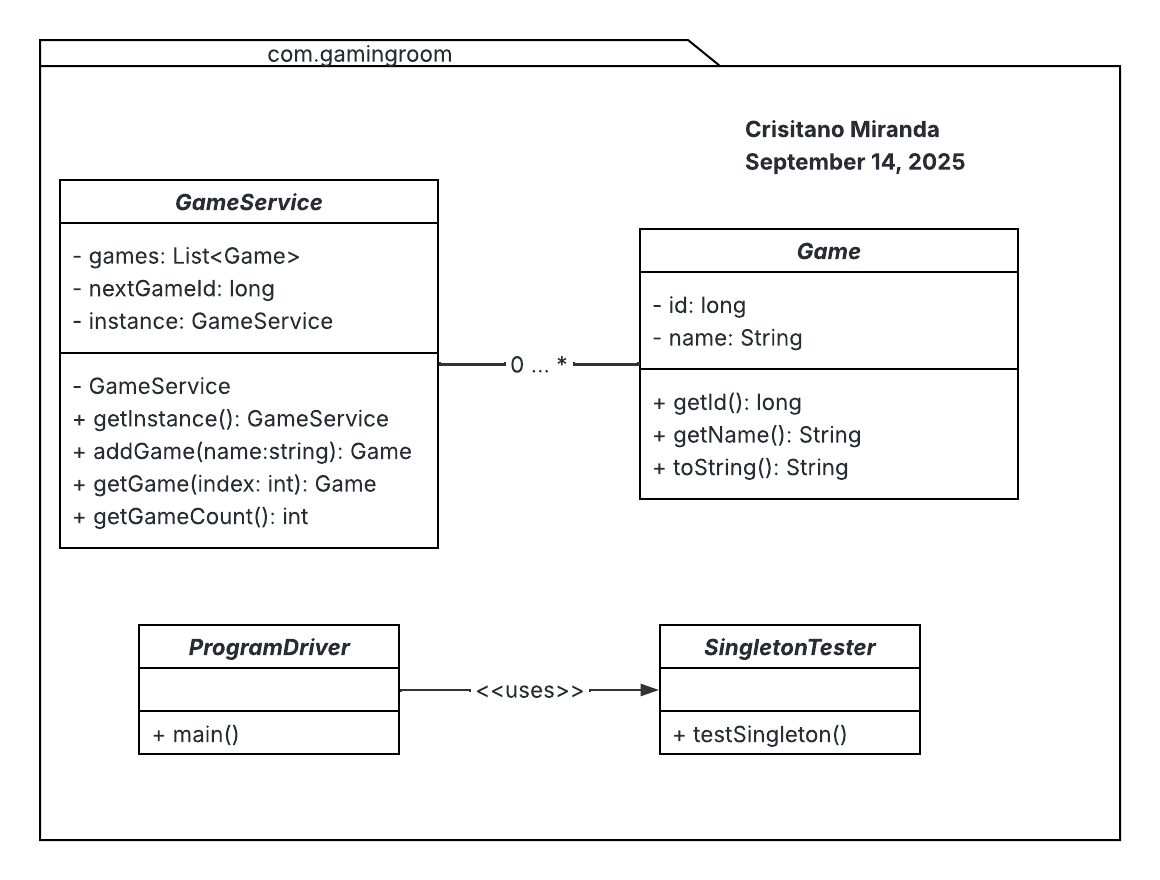 com.gamingroom
Crisitano Miranda
September 14, 2025
GameService
- games: List<Game>
- nextGameId: long
- instance: GameService
- GameService
+ getInstance(): GameService
+ addGame(name:string): Game
+ getGame(index: int): Game
+ getGameCount(): int
0 ... *
Game
- id: long
- name: String
+ getId(): long
+ getName(): String
+ toString(): String
ProgramDriver
+ main()
<<uses>>
SingletonTester
+ testSingleton()